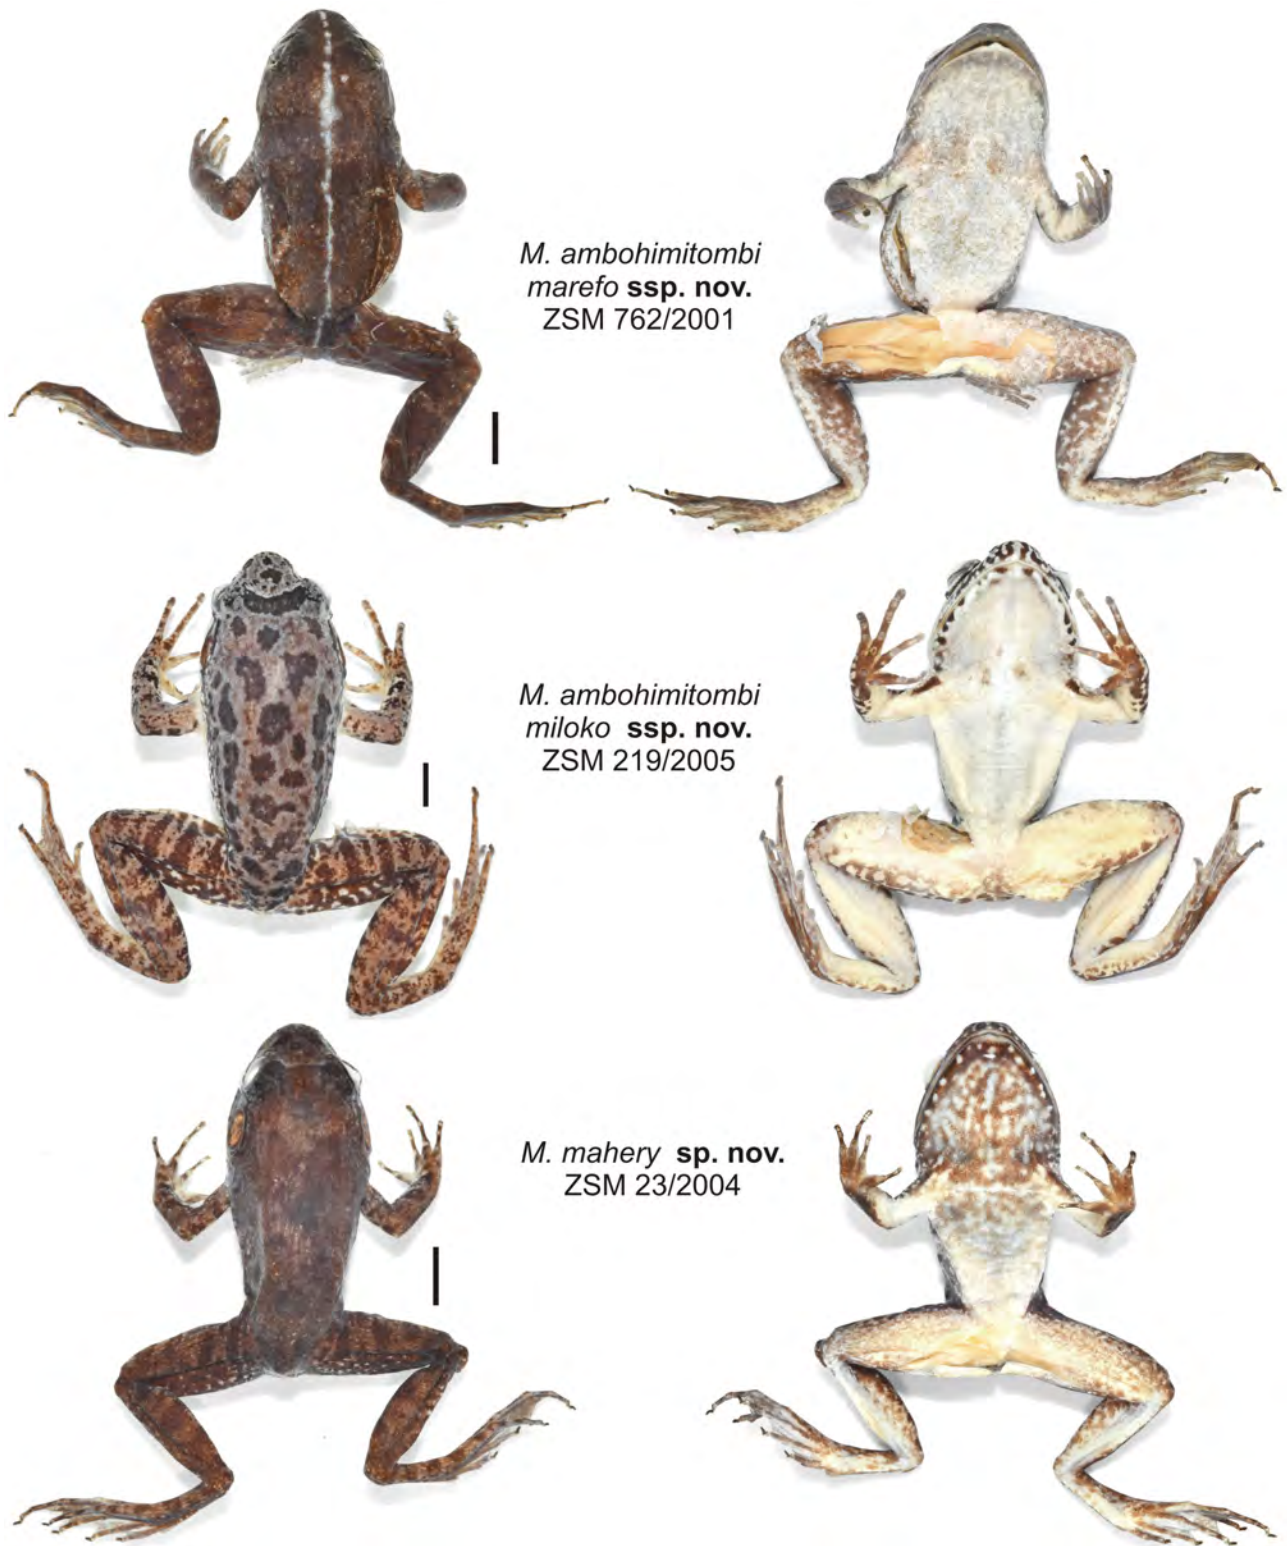 M. ambohimitombi
marefo ssp. nov.
ZSM 762/2001
M. ambohimitombi
miloko ssp. nov.
ZSM 219/2005
M. mahery sp. nov.
ZSM 23/2004